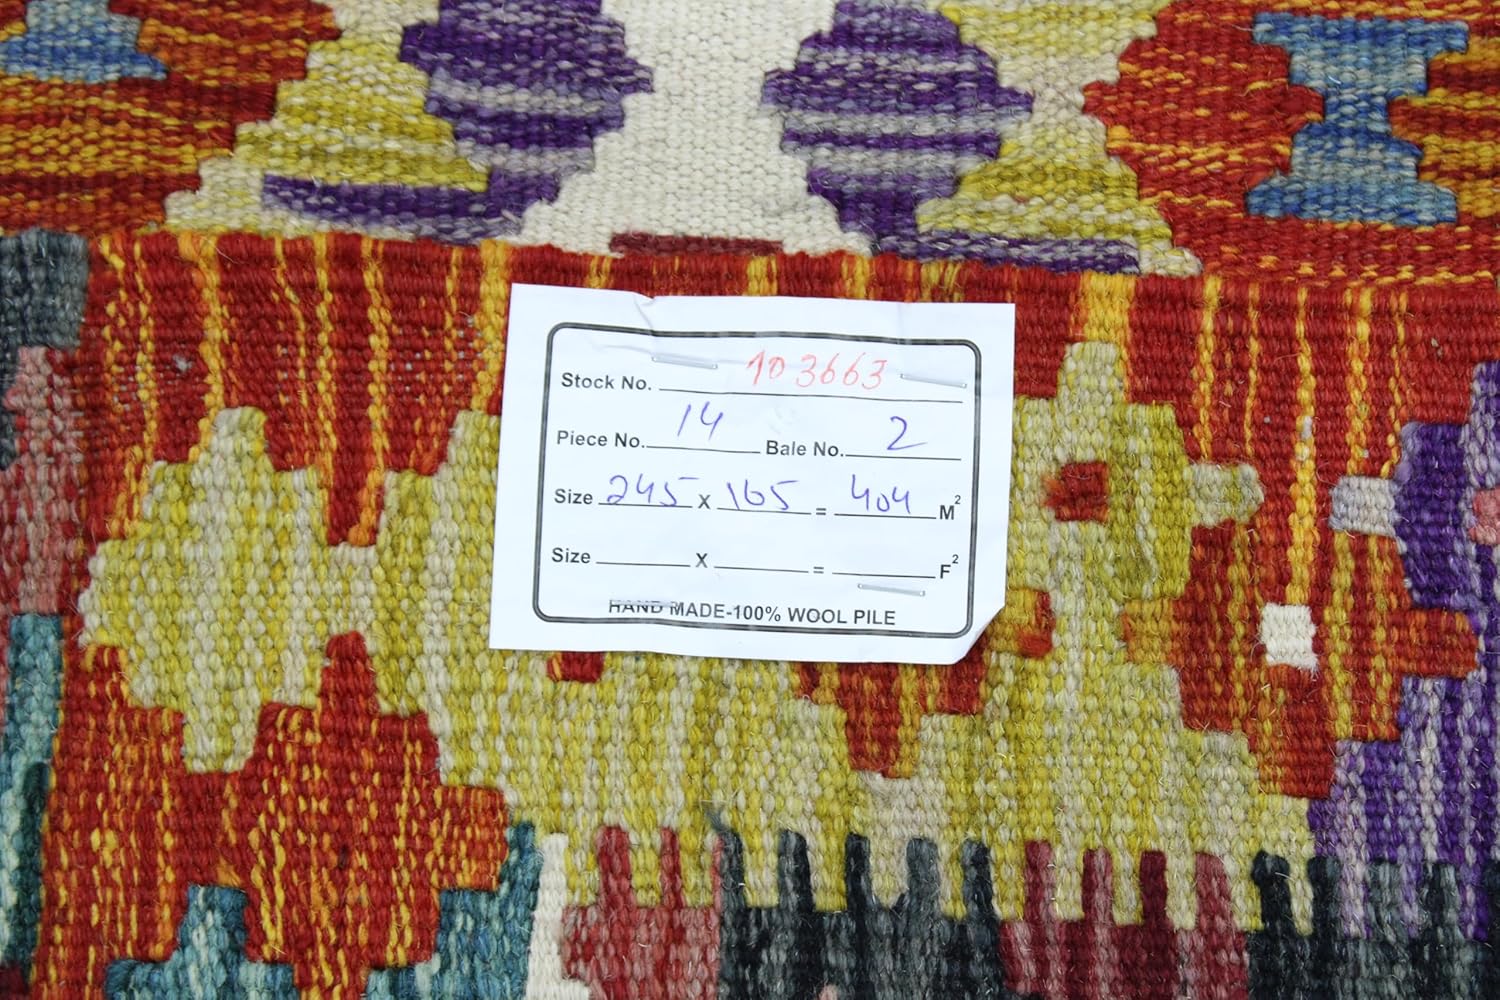 Stock No. 103663
Piece No. 14 Bale No. 2
Size 245 x 165 = 404 M²
Size X = F²
HAND MADE-100% WOOL PILE